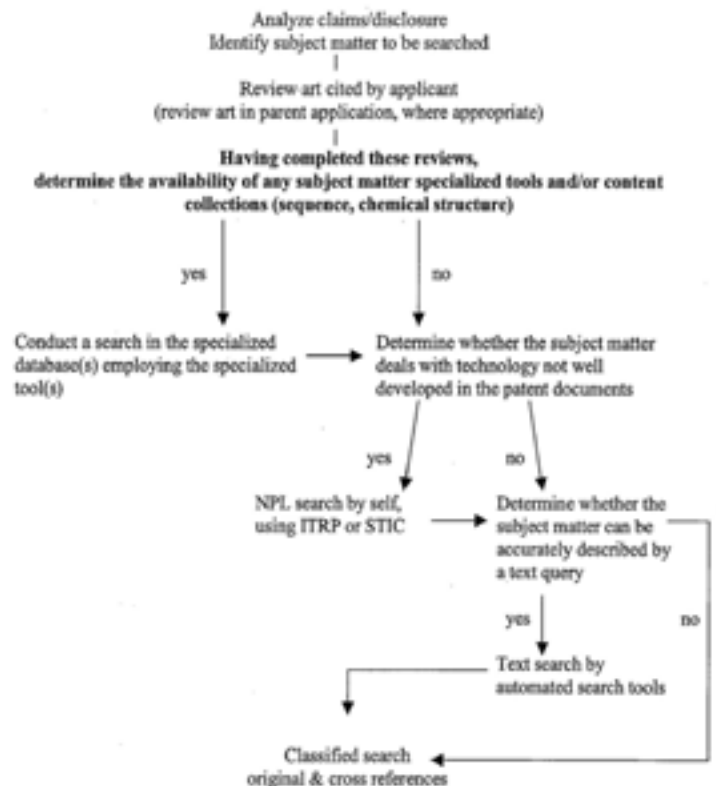 Analyze claims/disclosure
Identify subject matter to be searched
Review art cited by applicant
(review art in parent application, where appropriate)
Having completed these reviews,
determine the availability of any subject matter specialized tools and/or content
collections (sequence, chemical structure)
yes
no
Conduct a search in the specialized
database(s) employing the specialized
tool(s)
Determine whether the subject matter
deals with technology not well
developed in the patent documents
yes
no
NPL search by self,
using ITRP or STIC
Determine whether the
subject matter can be
accurately described by
a text query
yes
no
Text search by
automated search tools
Classified search
original & cross references